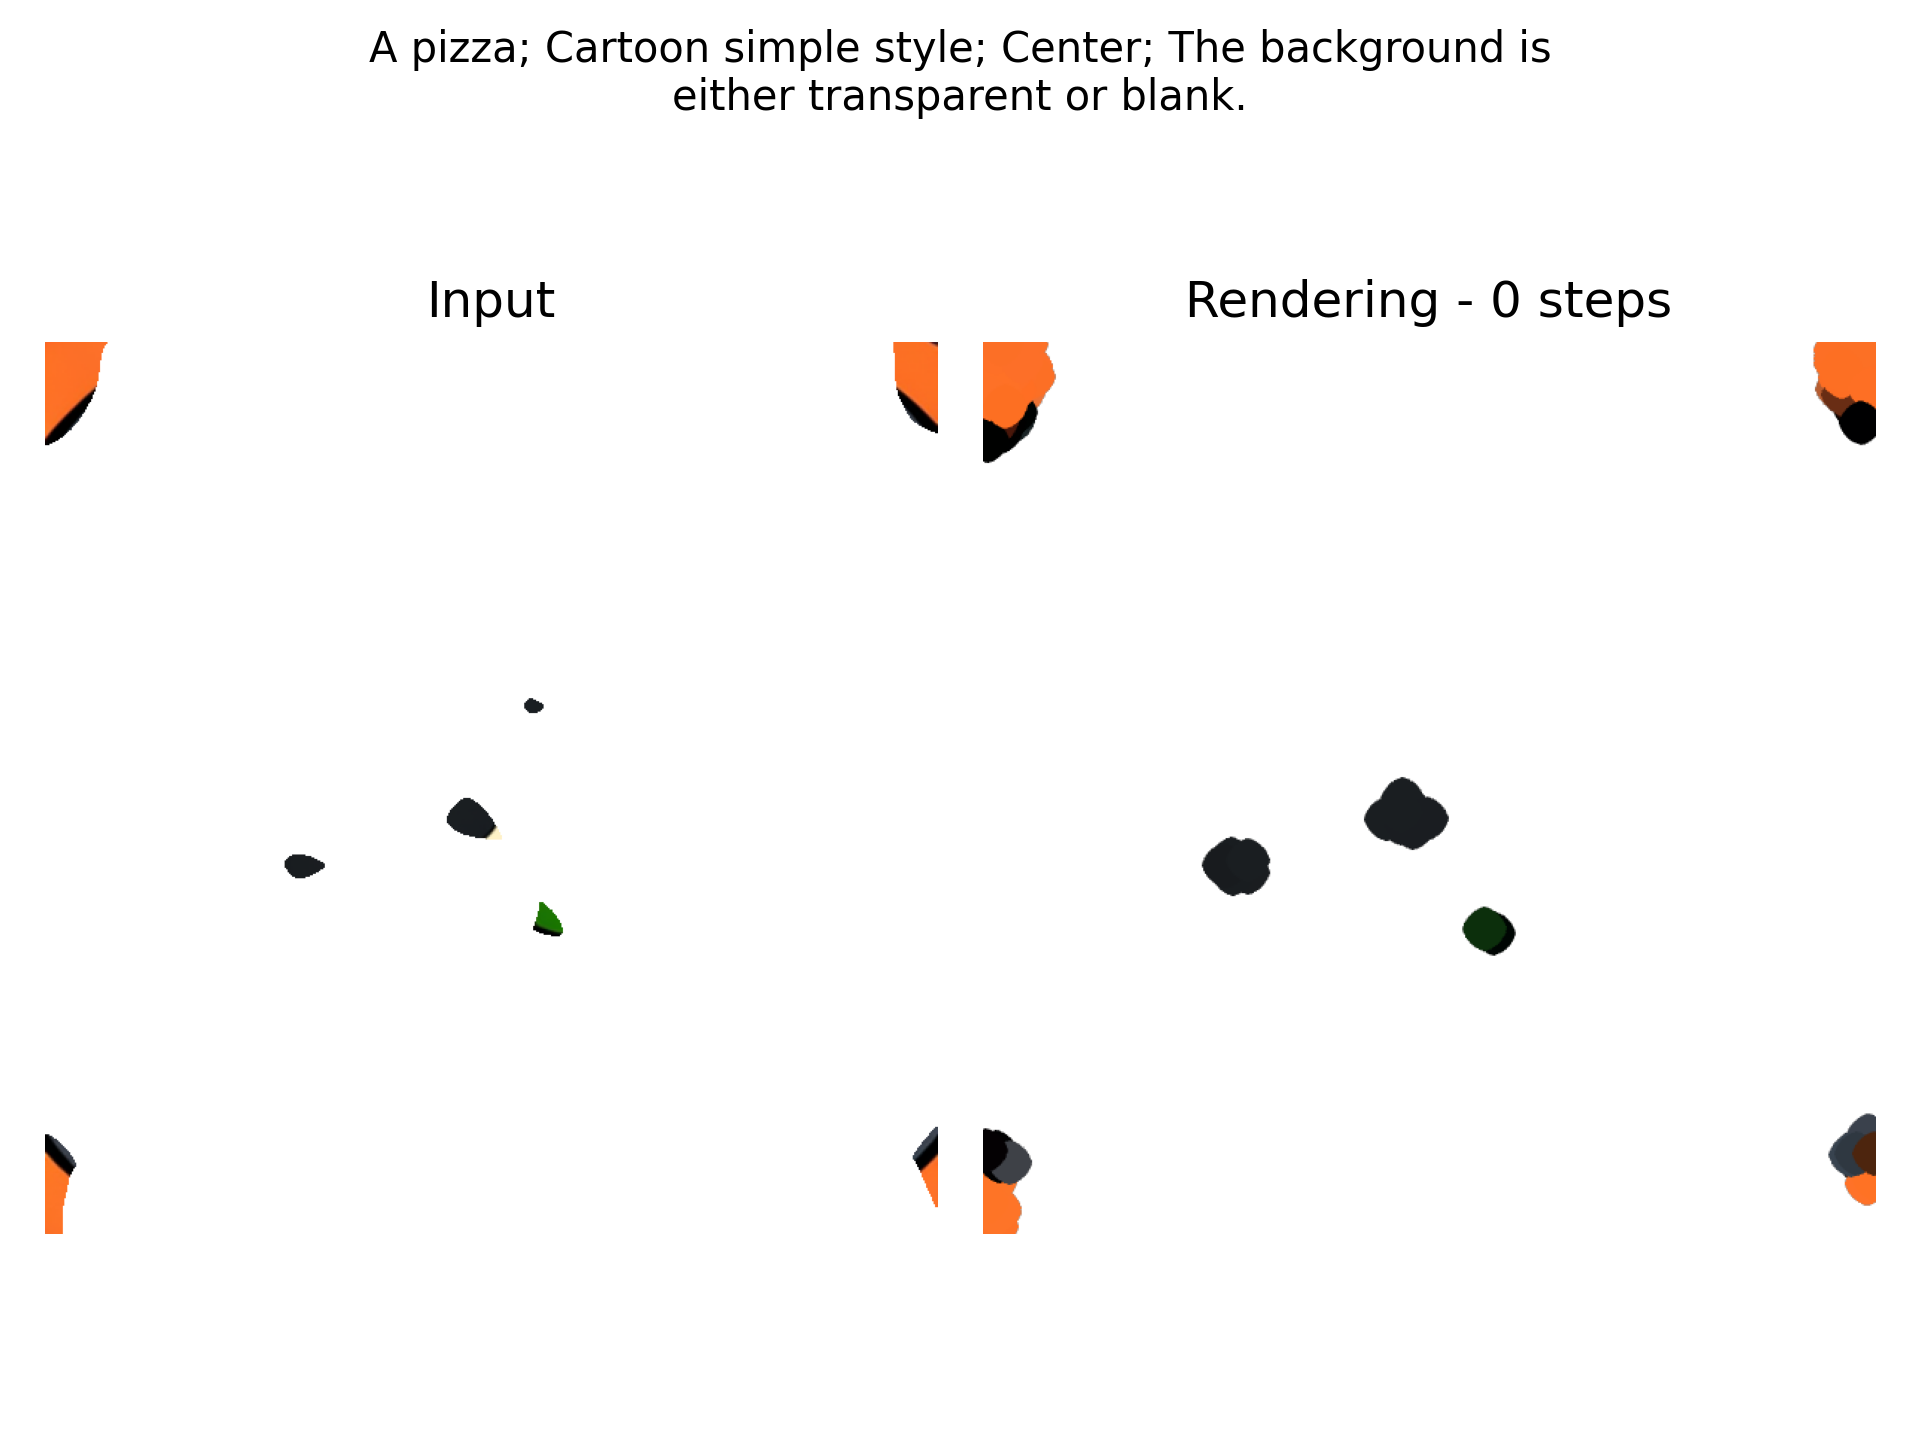 A pizza; Cartoon simple style; Center; The background is
either transparent or blank.
Input
Rendering - 0 steps